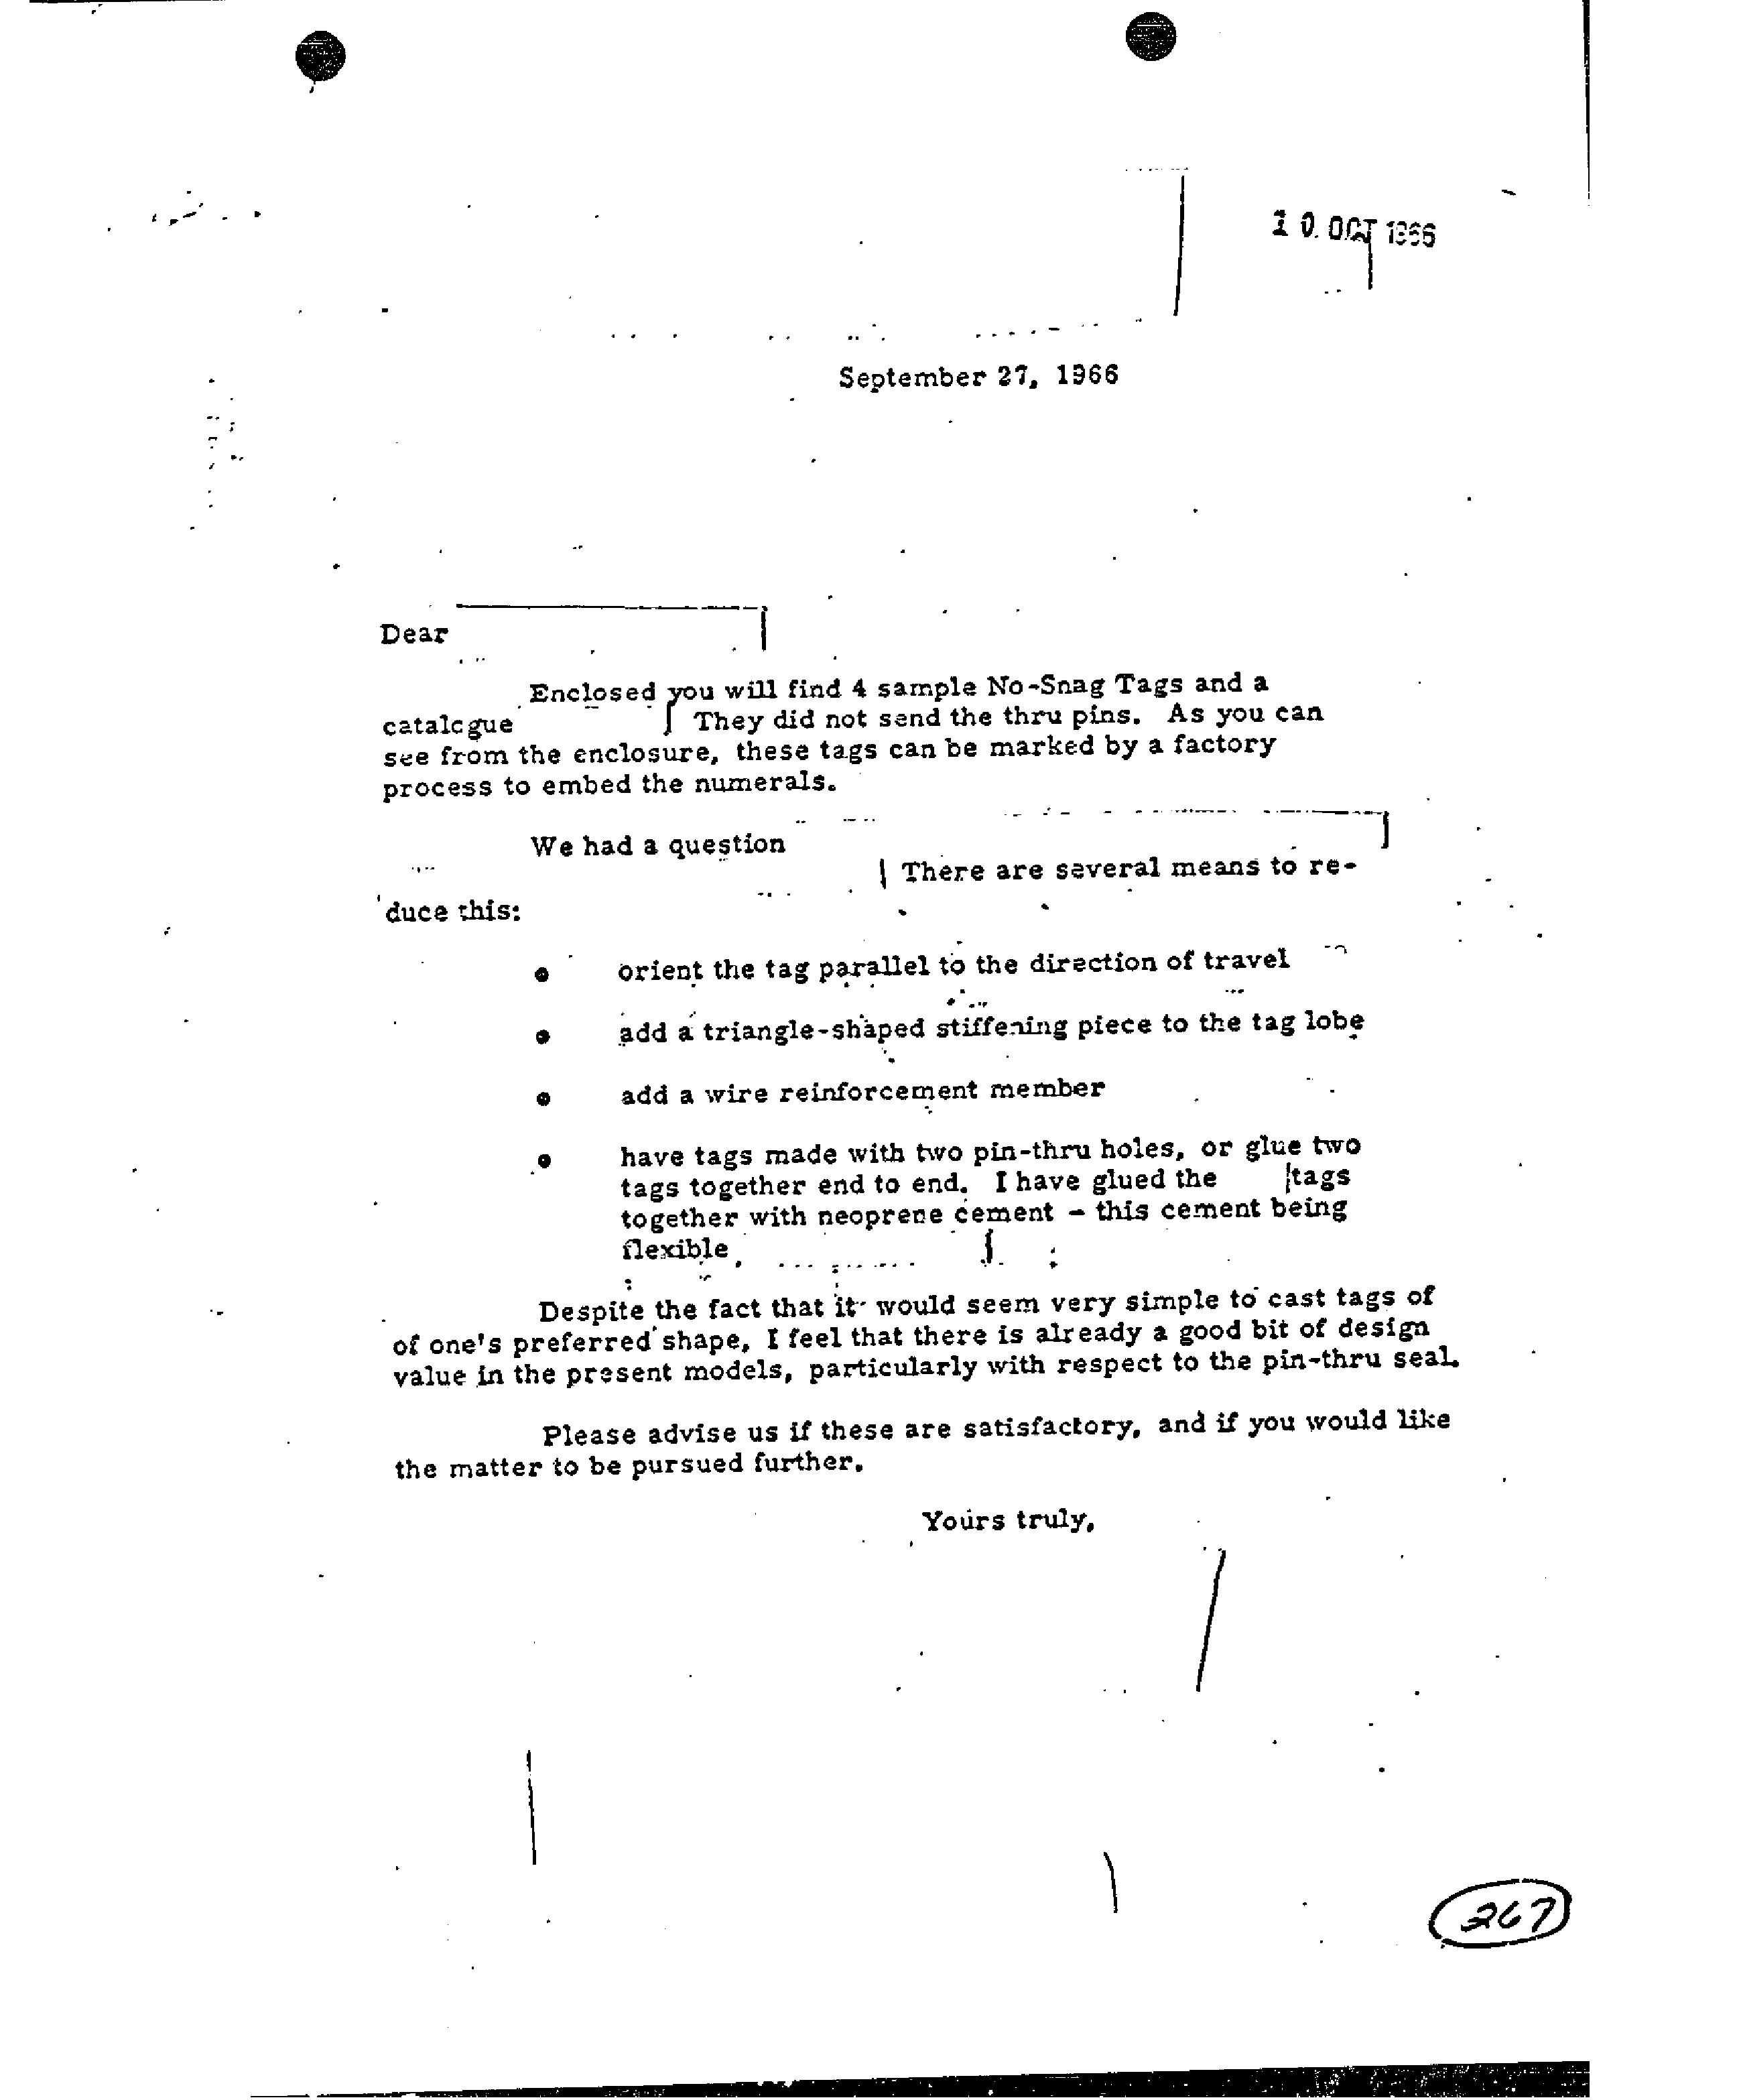 10 OCT 1966
September 27, 1966
Dear
Enclosed you will find 4 sample No-Snag Tags and a
catalogue They did not send the thru pins. As you can
see from the enclosure, these tags can be marked by a factory
process to embed the numerals.
We had a question
There are several means to re-
duce this:
• orient the tag parallel to the direction of travel
• add a triangle-shaped stiffening piece to the tag lobe
• add a wire reinforcement member
• have tags made with two pin-thru holes, or glue two
tags together end to end. I have glued the tags
together with neoprene cement - this cement being
flexible
Despite the fact that it would seem very simple to cast tags of
of one's preferred shape, I feel that there is already a good bit of design
value in the present models, particularly with respect to the pin-thru seal.
Please advise us if these are satisfactory, and if you would like
the matter to be pursued further.
Yours truly,
267